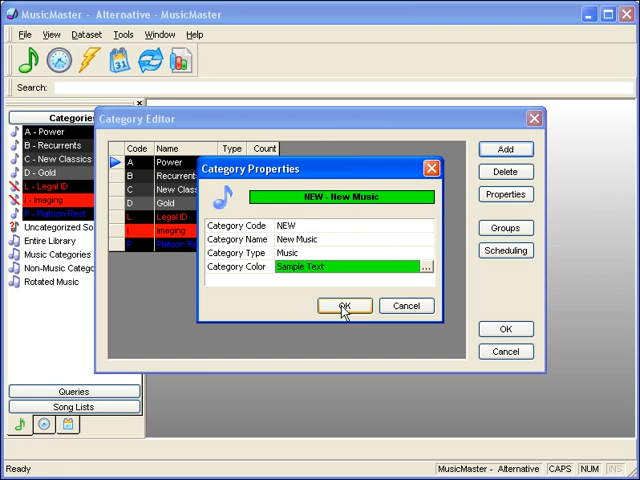 MusicMaster - Alternative - MusicMaster
File View Dataset Tools Window Help
31
Search:
Categories
A - Power
B - Recurrents
C - New Classics
D - Gold
L - Legal ID
I - Imaging
P - Platoon Rest
Uncategorized So
Entire Library
Music Categories
Non-Music Catego
Rotated Music
Queries
Song Lists
Category Editor
Code Name Type Count
A Power
B Recurrents
C New Class
D Gold
L Legal ID
I Imaging
P Platoon
Add
Delete
Properties
Groups
Scheduling
OK
Cancel
Category Properties
NEW - New Music
Category Code NEW
Category Name New Music
Category Type Music
Category Color Sample Text ...
OK Cancel
Ready MusicMaster - Alternative CAPS NUM INS